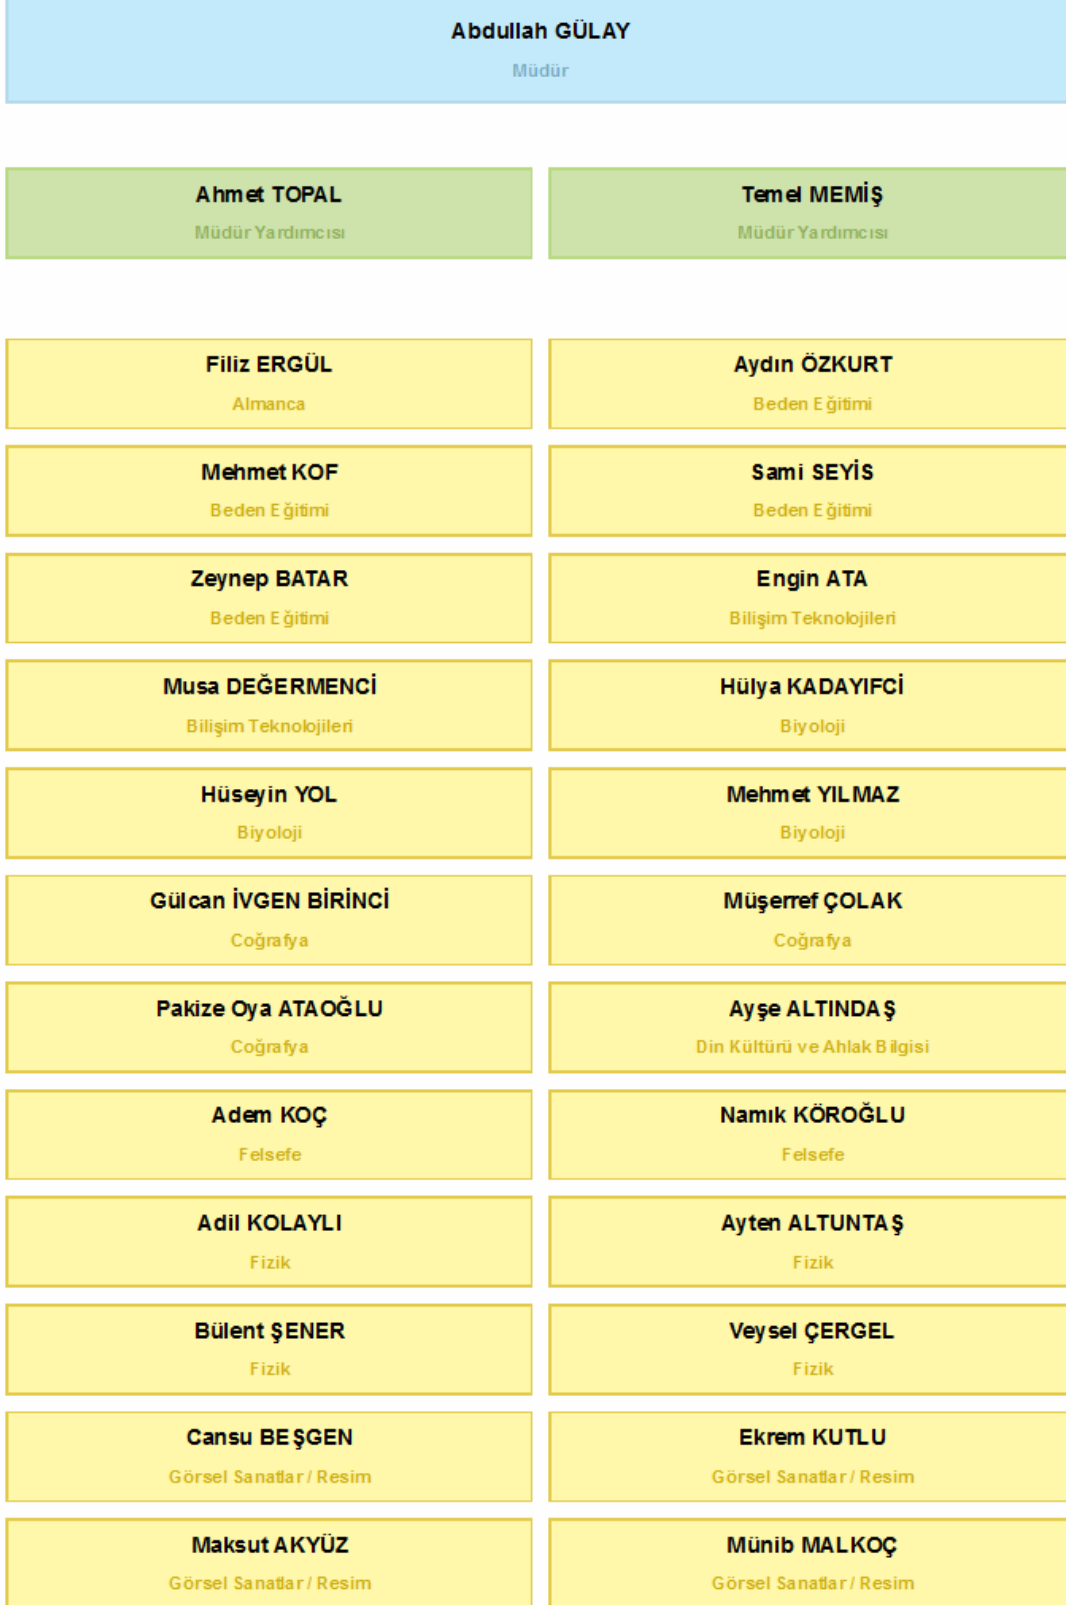 Abdullah GÜLAY
Müdür
Ahmet TOPAL
Müdür Yardımcısı
Temel MEMİŞ
Müdür Yardımcısı
Filiz ERGÜL
Almanca
Aydın ÖZKURT
Beden Eğitimi
Mehmet KOF
Beden Eğitimi
Sami SEYİS
Beden Eğitimi
Zeynep BATAR
Beden Eğitimi
Engin ATA
Bilişim Teknolojileri
Musa DEĞERMENCİ
Bilişim Teknolojileri
Hülya KADAYIFCİ
Biyoloji
Hüseyin YOL
Biyoloji
Mehmet YILMAZ
Biyoloji
Gülcan İVGEN BİRİNCİ
Coğrafya
Müşerref ÇOLAK
Coğrafya
Pakize Oya ATAOĞLU
Coğrafya
Ayşe ALTINDAŞ
Din Kültürü ve Ahlak Bilgisi
Adem KOÇ
Felsefe
Namık KÖROĞLU
Felsefe
Adil KOLAYLI
Fizik
Ayten ALTUNTAŞ
Fizik
Bülent ŞENER
Fizik
Veysel ÇERGEL
Fizik
Cansu BEŞGEN
Görsel Sanatlar / Resim
Ekrem KUTLU
Görsel Sanatlar / Resim
Maksut AKYÜZ
Görsel Sanatlar / Resim
Münib MALKOÇ
Görsel Sanatlar / Resim